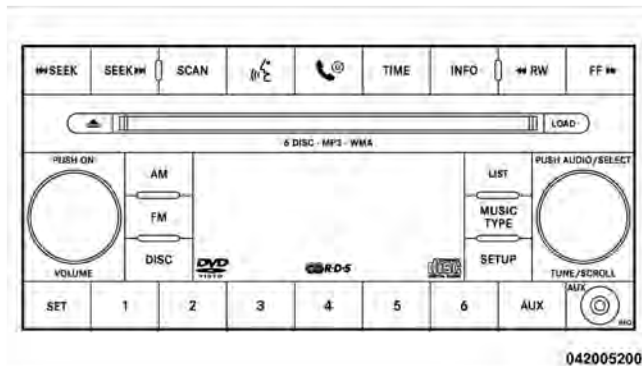 SEEK SEEK SCAN TIME INFO RW FF
LOAD
6 DISC - MP3 - WMA
PUSH ON PUSH AUDIO/SELECT
AM LIST
FM MUSIC
TYPE
DISC SETUP
DVD
VIDEO
R·D·S
DISC
VOLUME TUNE/SCROLL
SET 1 2 3 4 5 6 AUX AUX
042005200